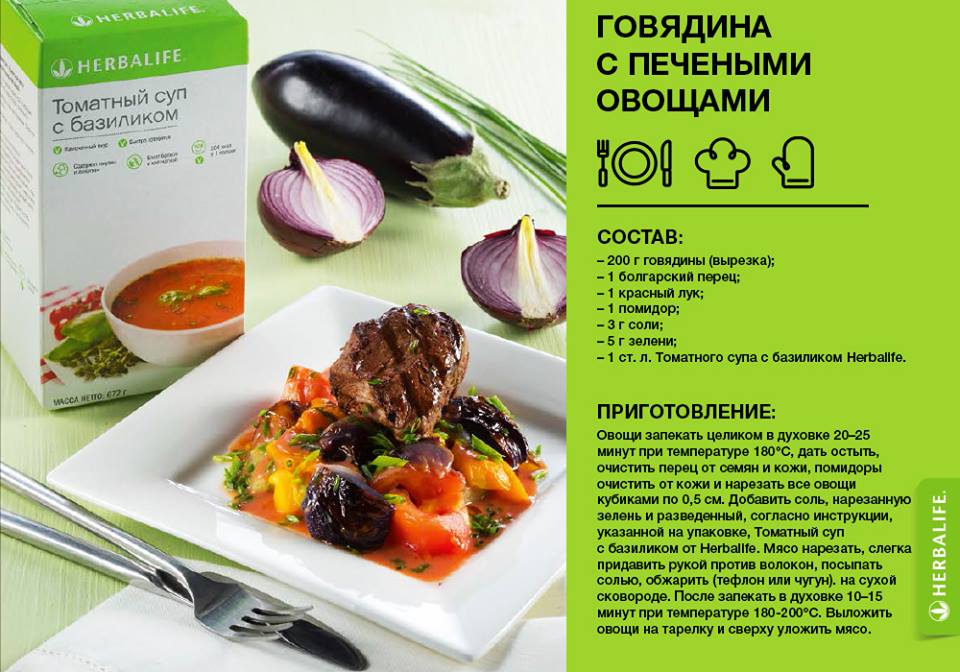 HERBALIFE
HERBALIFE
Томатный суп
с базиликом
МАССА НЕТТО: 672 г
ГОВЯДИНА
С ПЕЧЕНЫМИ
ОВОЩАМИ
СОСТАВ:
– 200 г говядины (вырезка);
– 1 болгарский перец;
– 1 красный лук;
– 1 помидор;
– 3 г соли;
– 5 г зелени;
– 1 ст. л. Томатного супа с базиликом Herbalife.
ПРИГОТОВЛЕНИЕ:
Овощи запекать целиком в духовке 20–25
минут при температуре 180°С, дать остыть,
очистить перец от семян и кожи, помидоры
очистить от кожи и нарезать все овощи
кубиками по 0,5 см. Добавить соль, нарезанную
зелень и разведенный, согласно инструкции,
указанной на упаковке, Томатный суп
с базиликом от Herbalife. Мясо нарезать, слегка
придавить рукой против волокон, посыпать
солью, обжарить (тефлон или чугун). на сухой
сковороде. После запекать в духовке 10–15
минут при температуре 180-200°С. Выложить
овощи на тарелку и сверху уложить мясо.
HERBALIFE.